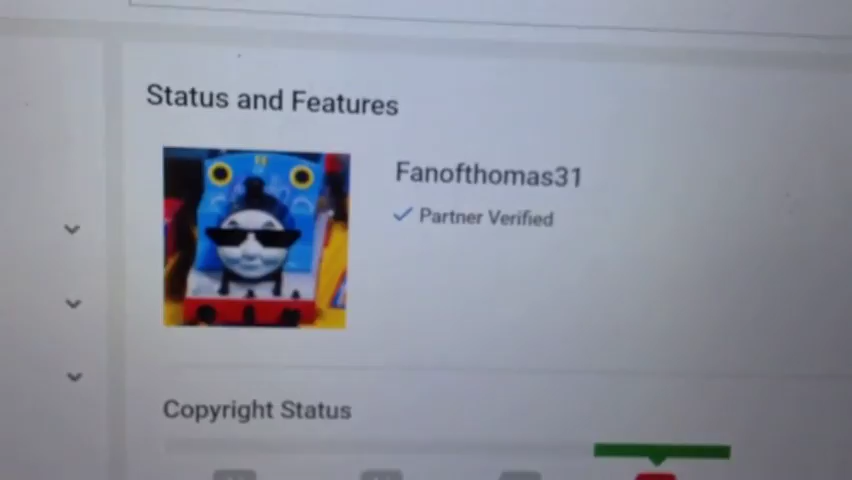 Status and Features
Fanofthomas31
Partner Verified
Copyright Status